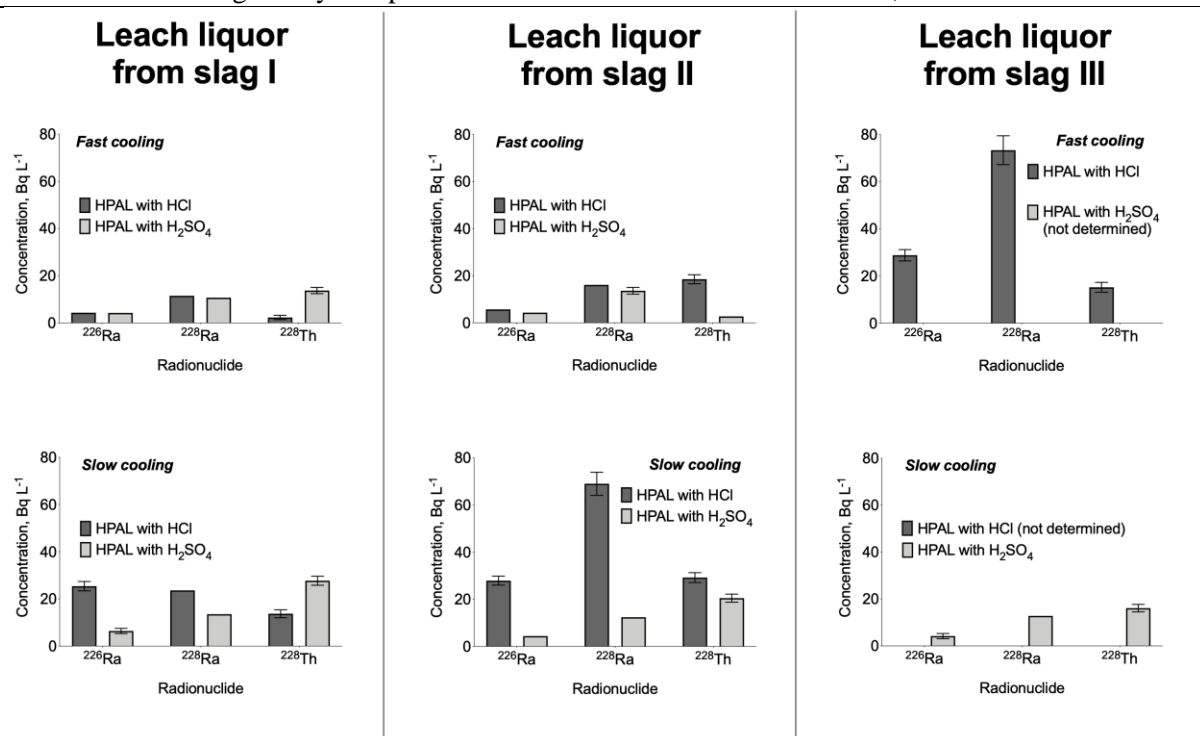 Leach liquor
from slag I
Leach liquor
from slag II
Leach liquor
from slag III
Concentration, Bq L⁻¹
80
60
40
20
0
Fast cooling
HPAL with HCl
HPAL with H₂SO₄
²²⁶Ra
²²⁸Ra
²²⁸Th
Radionuclide
Concentration, Bq L⁻¹
80
60
40
20
0
Fast cooling
HPAL with HCl
HPAL with H₂SO₄
²²⁶Ra
²²⁸Ra
²²⁸Th
Radionuclide
Concentration, Bq L⁻¹
80
60
40
20
0
Fast cooling
HPAL with HCl
HPAL with H₂SO₄
(not determined)
²²⁶Ra
²²⁸Ra
²²⁸Th
Radionuclide
Concentration, Bq L⁻¹
80
60
40
20
0
Slow cooling
HPAL with HCl
HPAL with H₂SO₄
²²⁶Ra
²²⁸Ra
²²⁸Th
Radionuclide
Concentration, Bq L⁻¹
80
60
40
20
0
Slow cooling
HPAL with HCl
HPAL with H₂SO₄
²²⁶Ra
²²⁸Ra
²²⁸Th
Radionuclide
Concentration, Bq L⁻¹
80
60
40
20
0
Slow cooling
HPAL with HCl (not determined)
HPAL with H₂SO₄
²²⁶Ra
²²⁸Ra
²²⁸Th
Radionuclide